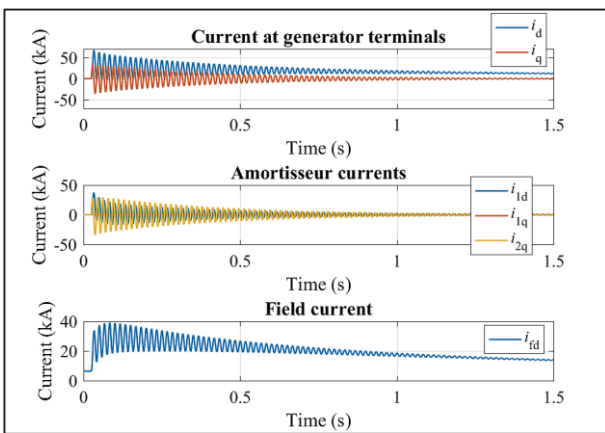 Current at generator terminals
Current (kA)
50
0
-50
0
0.5
1
1.5
Time (s)
i_d
i_q
Amortisseur currents
Current (kA)
50
0
-50
0
0.5
1
1.5
Time (s)
i_1d
i_1q
i_2q
Field current
Current (kA)
40
20
0
0
0.5
1
1.5
Time (s)
i_fd